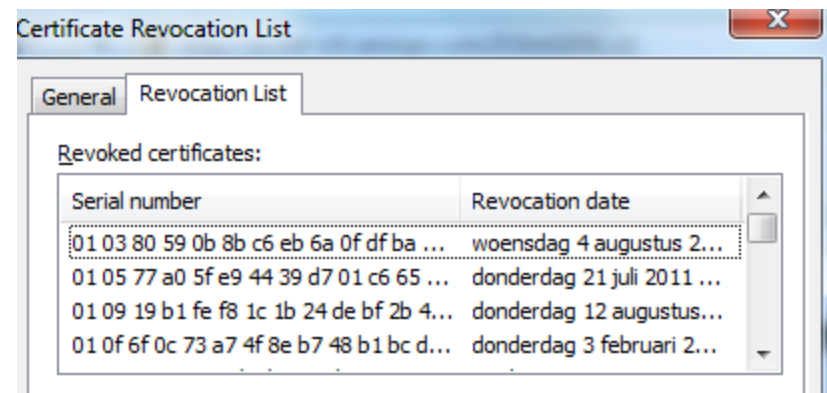 Certificate Revocation List
General Revocation List
Revoked certificates:
Serial number Revocation date
01 03 80 59 0b 8b c6 eb 6a 0f df ba ... woensdag 4 augustus 2...
01 05 77 a0 5f e9 44 39 d7 01 c6 65 ... donderdag 21 juli 2011 ...
01 09 19 b1 fe f8 1c 1b 24 de bf 2b 4... donderdag 12 augustus...
01 0f 6f 0c 73 a7 4f 8e b7 48 b1 bc d... donderdag 3 februari 2...